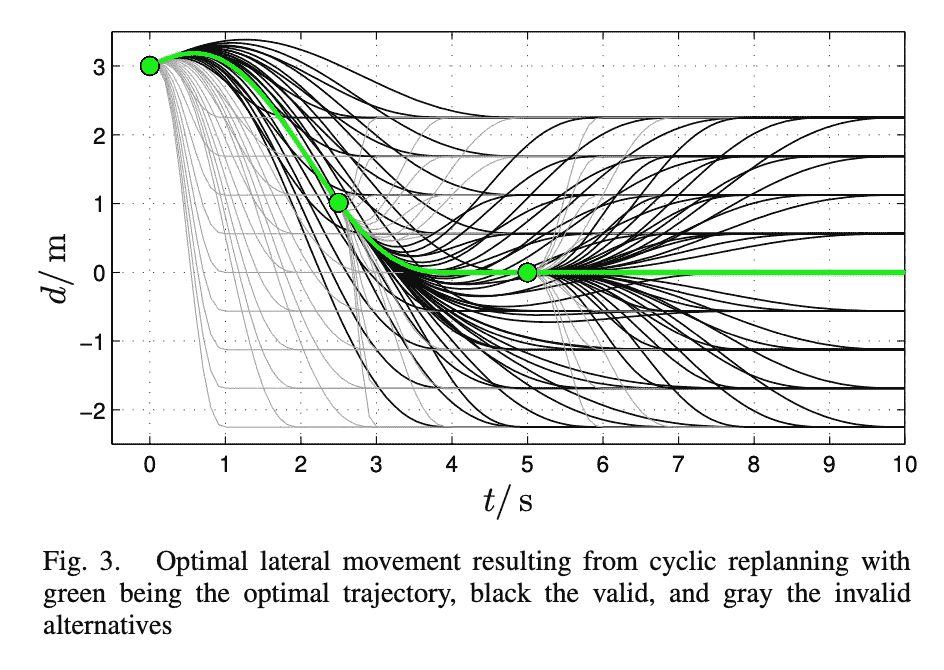 3
2
1
0
−1
−2
d/ m
0 1 2 3 4 5 6 7 8 9 10
t/ s
Fig. 3. Optimal lateral movement resulting from cyclic replanning with
green being the optimal trajectory, black the valid, and gray the invalid
alternatives